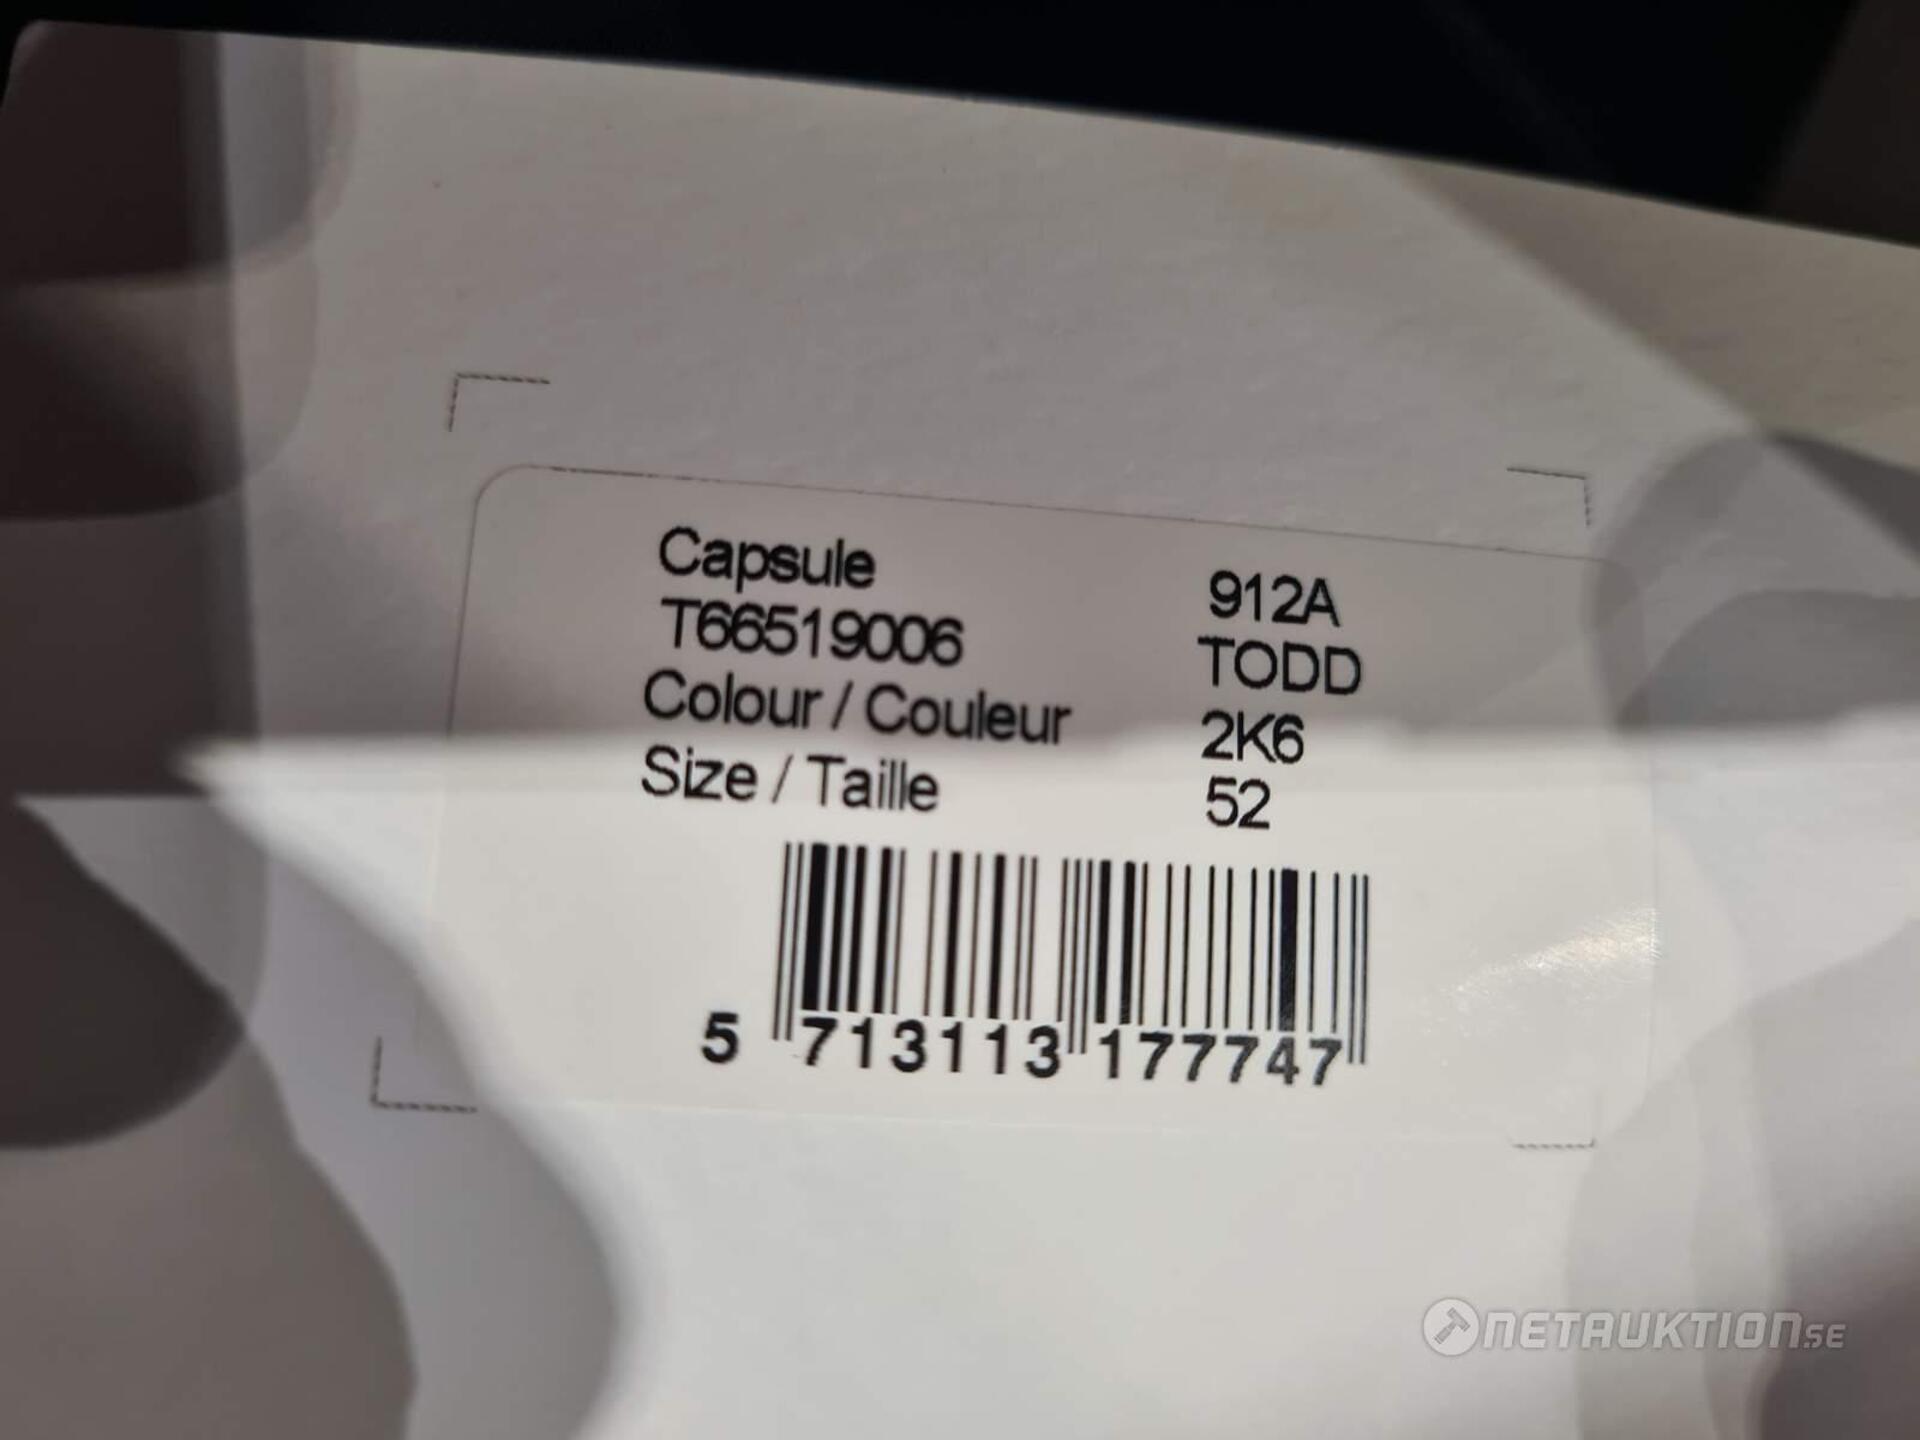 Capsule 912A
T66519006 TODD
Colour / Couleur 2K6
Size / Taille 52
5 713113 177747
NETAUKTION.SE